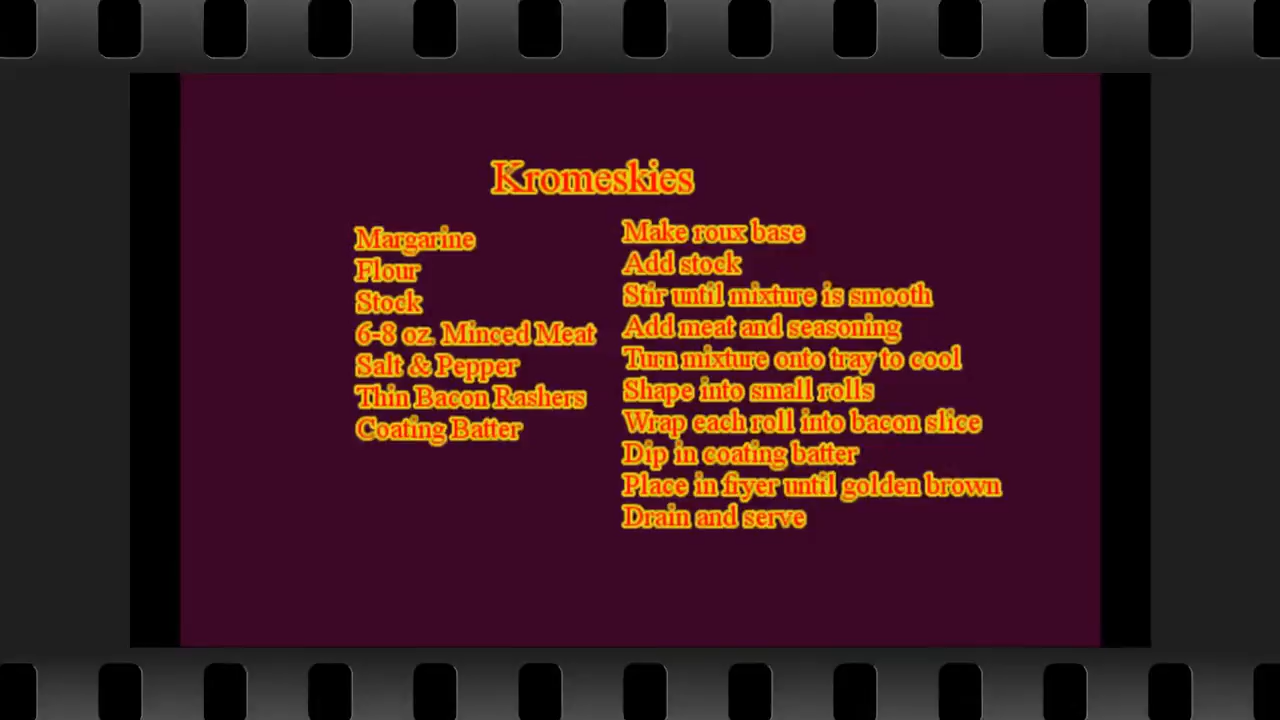 Kromeskies
Margarine
Flour
Stock
6-8 oz. Minced Meat
Salt & Pepper
Thin Bacon Rashers
Coating Batter
Make roux base
Add stock
Stir until mixture is smooth
Add meat and seasoning
Turn mixture onto tray to cool
Shape into small rolls
Wrap each roll into bacon slice
Dip in coating batter
Place in fryer until golden brown
Drain and serve